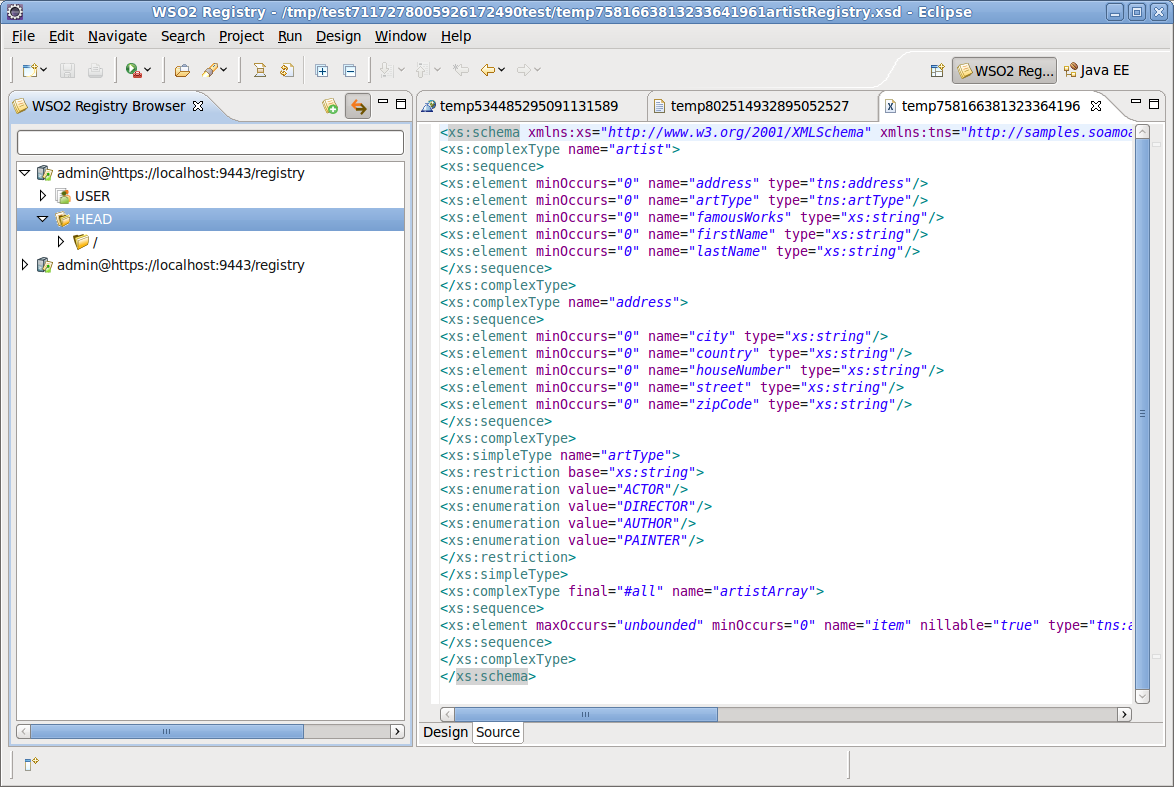 WSO2 Registry - /tmp/test7117278005926172490test/temp7581663813233641961artistRegistry.xsd - Eclipse
File Edit Navigate Search Project Run Design Window Help
WSO2 Reg... Java EE
WSO2 Registry Browser
temp534485295091131589
temp802514932895052527
temp758166381323364196
admin@https://localhost:9443/registry
USER
HEAD
/
admin@https://localhost:9443/registry
<xs:schema xmlns:xs="http://www.w3.org/2001/XMLSchema" xmlns:tns="http://samples.soamoa
<xs:complexType name="artist">
<xs:sequence>
<xs:element minOccurs="0" name="address" type="tns:address"/>
<xs:element minOccurs="0" name="artType" type="tns:artType"/>
<xs:element minOccurs="0" name="famousWorks" type="xs:string"/>
<xs:element minOccurs="0" name="firstName" type="xs:string"/>
<xs:element minOccurs="0" name="lastName" type="xs:string"/>
</xs:sequence>
</xs:complexType>
<xs:complexType name="address">
<xs:sequence>
<xs:element minOccurs="0" name="city" type="xs:string"/>
<xs:element minOccurs="0" name="country" type="xs:string"/>
<xs:element minOccurs="0" name="houseNumber" type="xs:string"/>
<xs:element minOccurs="0" name="street" type="xs:string"/>
<xs:element minOccurs="0" name="zipCode" type="xs:string"/>
</xs:sequence>
</xs:complexType>
<xs:simpleType name="artType">
<xs:restriction base="xs:string">
<xs:enumeration value="ACTOR"/>
<xs:enumeration value="DIRECTOR"/>
<xs:enumeration value="AUTHOR"/>
<xs:enumeration value="PAINTER"/>
</xs:restriction>
</xs:simpleType>
<xs:complexType final="#all" name="artistArray">
<xs:sequence>
<xs:element maxOccurs="unbounded" minOccurs="0" name="item" nillable="true" type="tns:a
</xs:sequence>
</xs:complexType>
</xs:schema>
Design Source